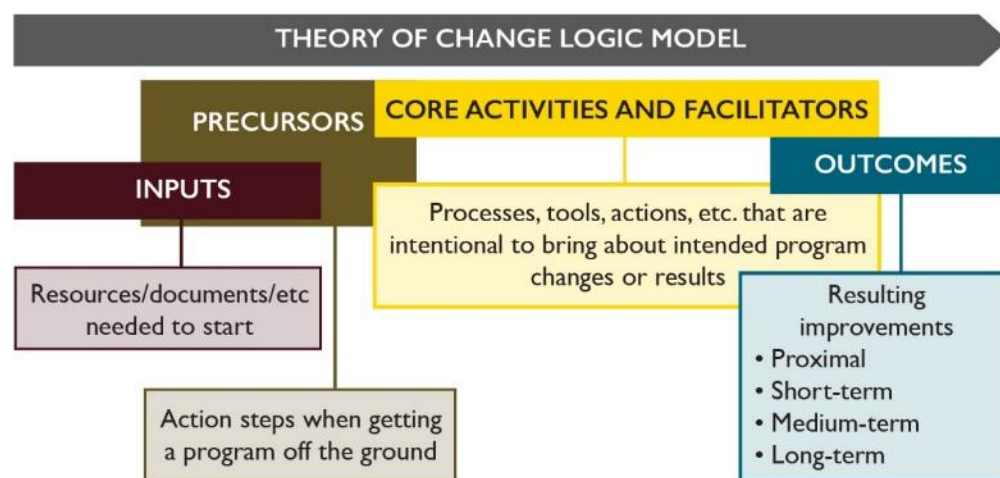 THEORY OF CHANGE LOGIC MODEL
PRECURSORS
CORE ACTIVITIES AND FACILITATORS
INPUTS
OUTCOMES
Resources/documents/etc
needed to start
Action steps when getting
a program off the ground
Processes, tools, actions, etc. that are
intentional to bring about intended program
changes or results
Resulting
improvements
• Proximal
• Short-term
• Medium-term
• Long-term